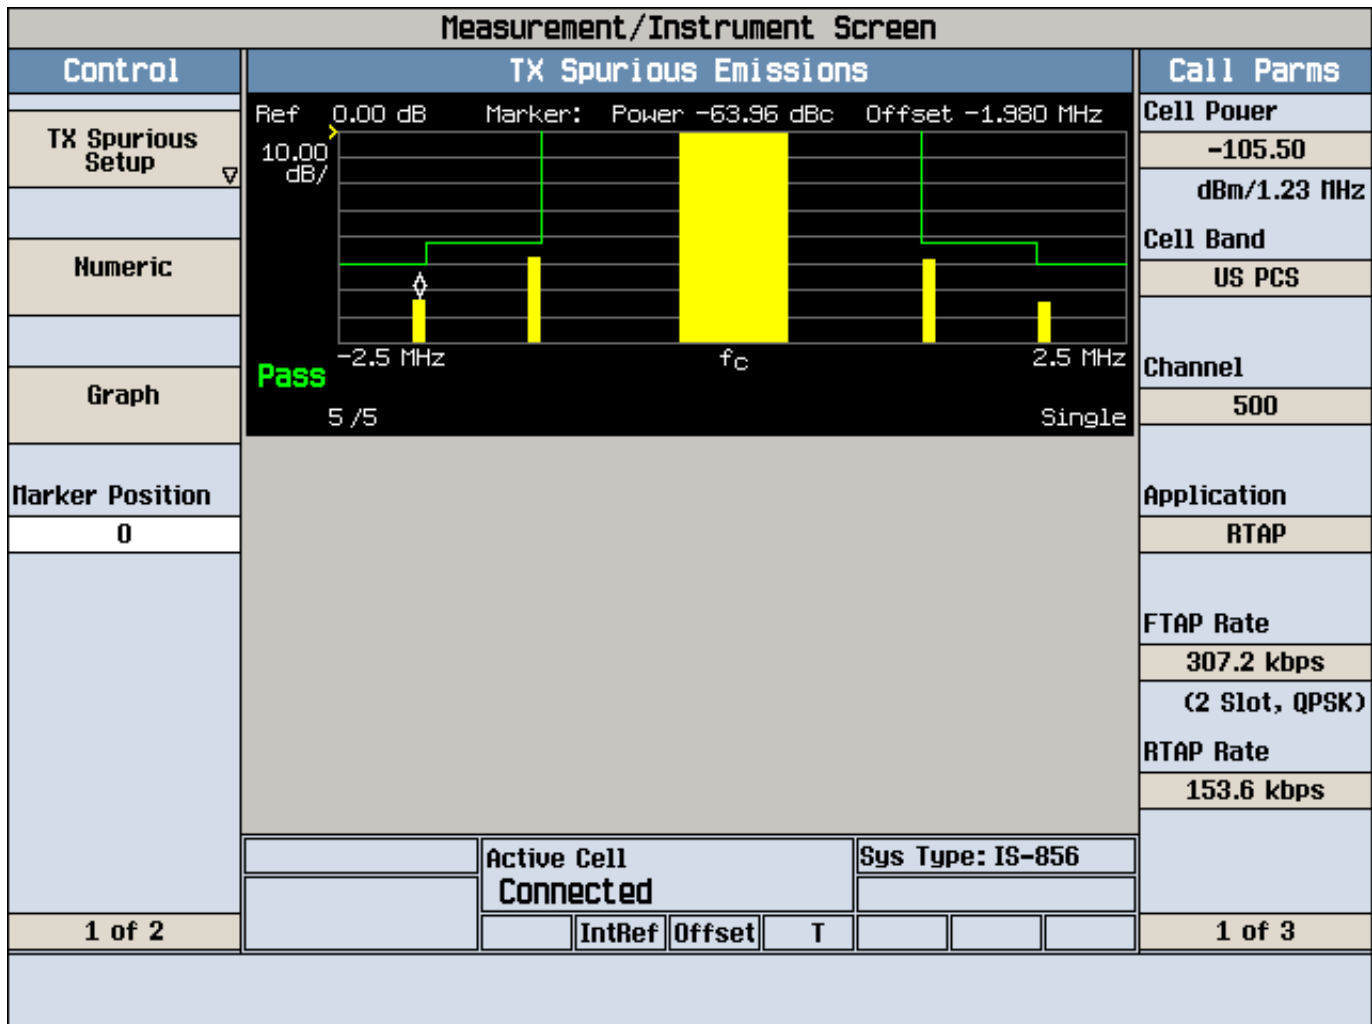 Measurement/Instrument Screen
Control
TX Spurious
Setup
Numeric
Graph
Marker Position
0
1 of 2
TX Spurious Emissions
Ref 0.00 dB Marker: Power -63.96 dBc Offset -1.980 MHz
10.00
dB/
-2.5 MHz fc 2.5 MHz
Pass
5/5 Single
Active Cell
Connected
Sys Type: IS-856
IntRef Offset T
Call Parms
Cell Power
-105.50
dBm/1.23 MHz
Cell Band
US PCS
Channel
500
Application
RTAP
FTAP Rate
307.2 kbps
(2 Slot, QPSK)
RTAP Rate
153.6 kbps
1 of 3